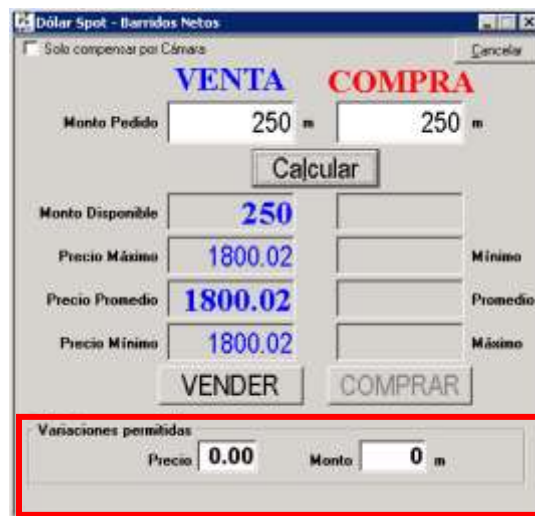 Dólar Spot - Barridos Netos
Solo compensar por Cámara
Cancelar
VENTA COMPRA
Monto Pedido 250 m 250 m
Calcular
Monto Disponible 250
Precio Máximo 1800.02 Mínimo
Precio Promedio 1800.02 Promedio
Precio Mínimo 1800.02 Máximo
VENDER COMPRAR
Variaciones permitidas
Precio 0.00 Monto 0 m